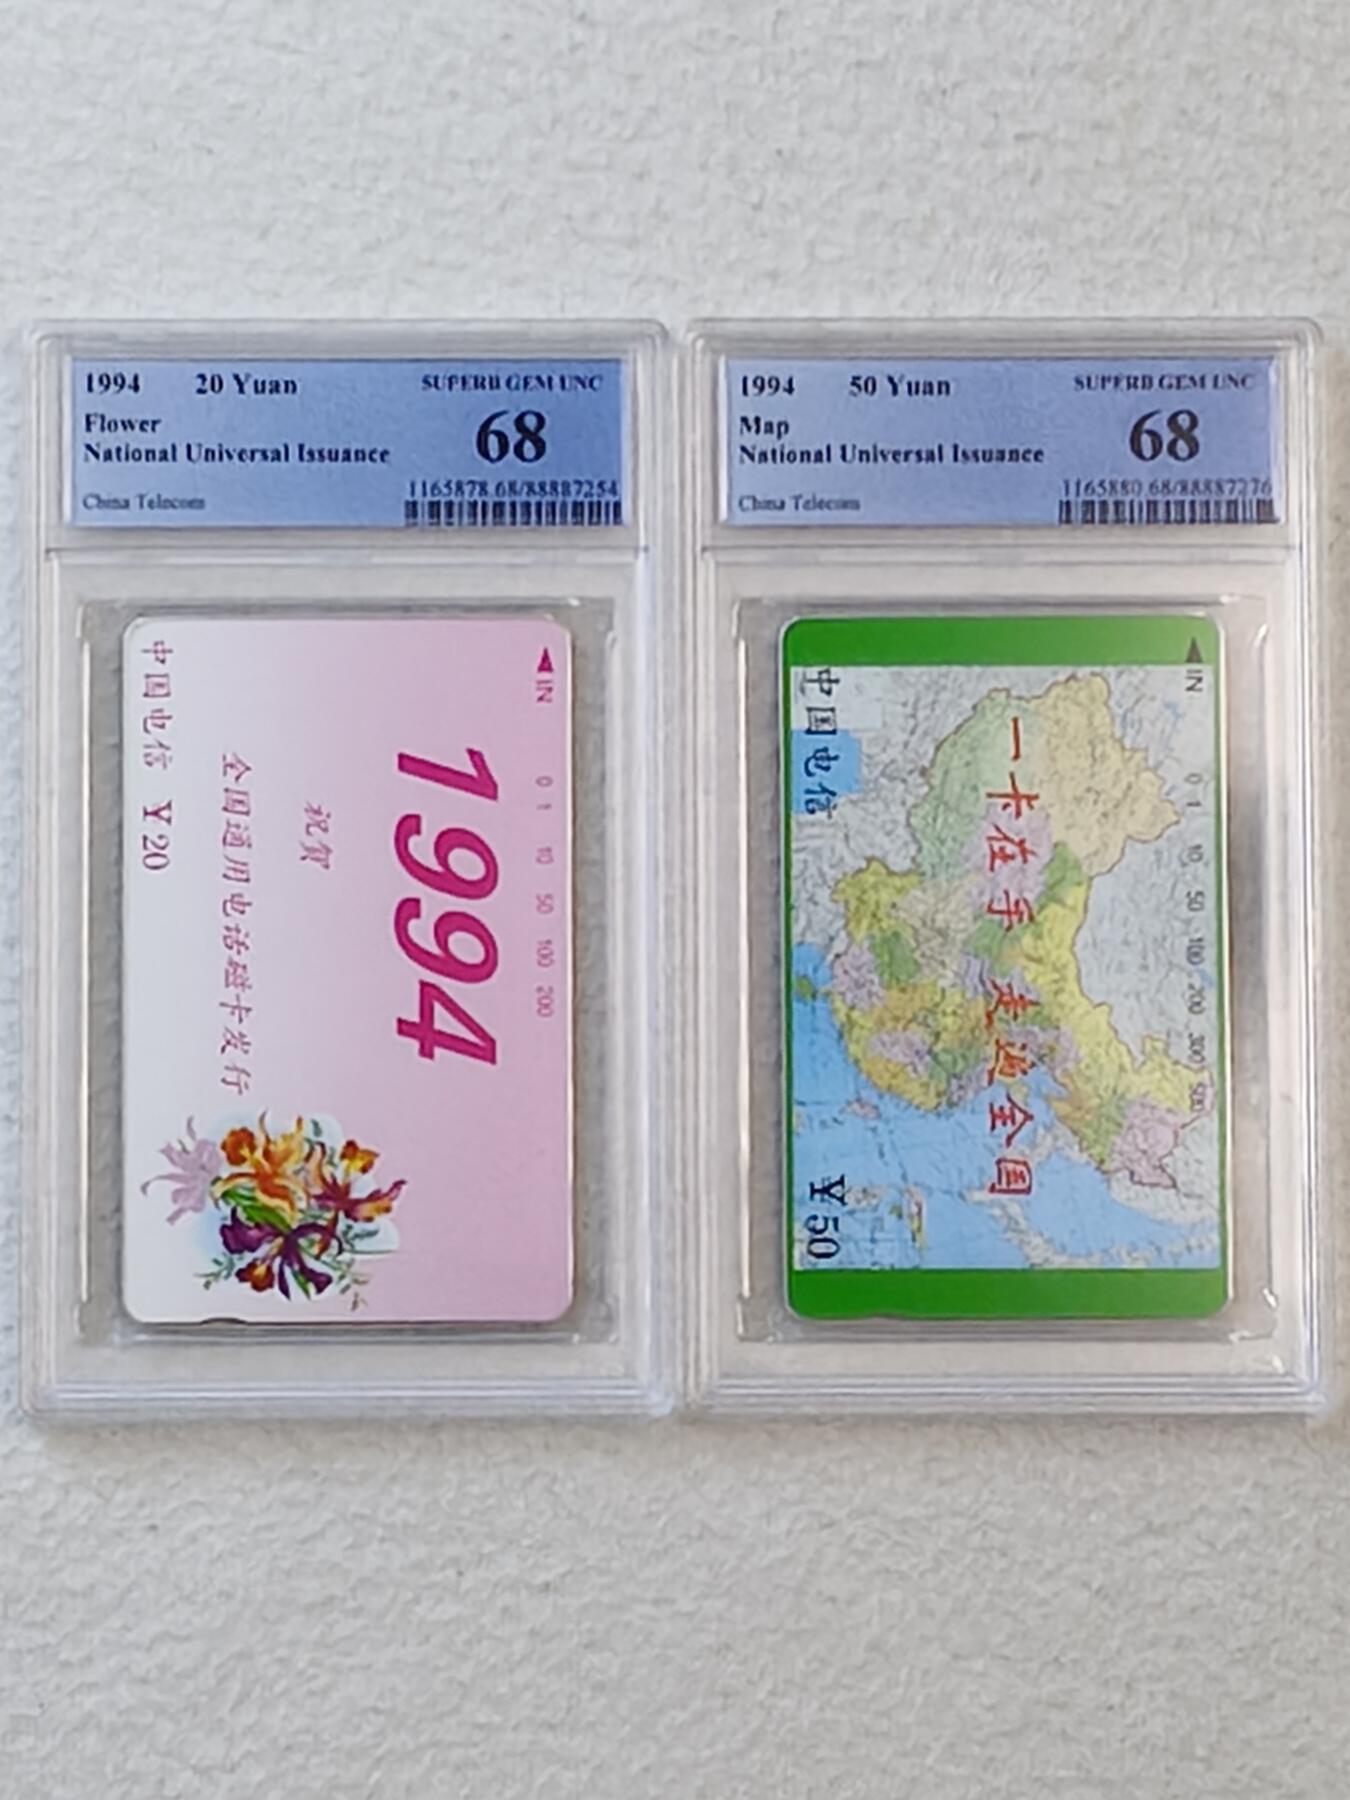 1994 20 Yuan SUPERB GEM UNC
Flower
68
National Universal Issuance
1165878.68/88887254
China Telecom
中国电信 ¥20
全国通用电话磁卡发行
祝贺
1994
◀IN 0 1 10 50 100 200
1994 50 Yuan SUPERB GEM UNC
Map
68
National Universal Issuance
1165880.68/88887276
China Telecom
◀IN 0 1 10 50 100 200 300 500
一卡在手 走遍全国
中国电信 ¥50